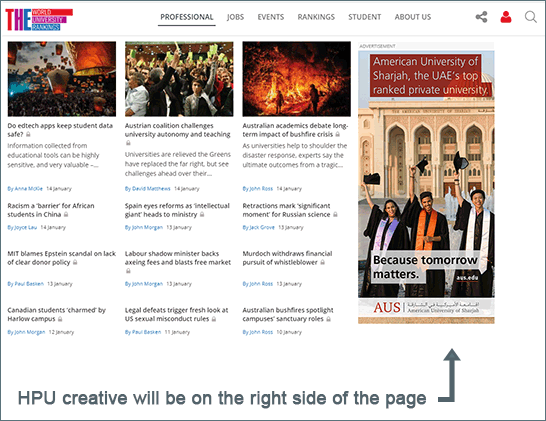 THE WORLD UNIVERSITY RANKINGS
PROFESSIONAL JOBS EVENTS RANKINGS STUDENT ABOUT US
ADVERTISEMENT
Do edtech apps keep student data
safe?
Information collected from
educational tools can be highly
sensitive, and very valuable –...
By Anna McKie 14 January
Austrian coalition challenges
university autonomy and teaching
Universities are relieved the Greens
have replaced the far right, but see
challenges ahead over their...
By David Matthews 14 January
Australian academics debate long-
term impact of bushfire crisis
As universities help to shoulder the
disaster response, experts say the
ultimate outcomes from a tragic...
By John Ross 14 January
Racism a 'barrier' for African
students in China
By Joyce Lau 14 January
Spain eyes reforms as 'intellectual
giant' heads to ministry
By John Morgan 13 January
Retractions mark 'significant
moment' for Russian science
By Jack Grove 13 January
MIT blames Epstein scandal on lack
of clear donor policy
By Paul Basken 13 January
Labour shadow minister backs
axeing fees and blasts free market
By John Morgan 13 January
Murdoch withdraws financial
pursuit of whistleblower
By John Ross 13 January
Canadian students 'charmed' by
Harlow campus
By John Morgan 12 January
Legal defeats trigger fresh look at
US sexual misconduct rules
By Paul Basken 11 January
Australian bushfires spotlight
campuses' sanctuary roles
By John Ross 10 January
American University of
Sharjah, the UAE's top
ranked private university.
Because tomorrow
matters.
aus.edu
AUS
الجامعة الأميركية في الشارقة
American University of Sharjah
HPU creative will be on the right side of the page